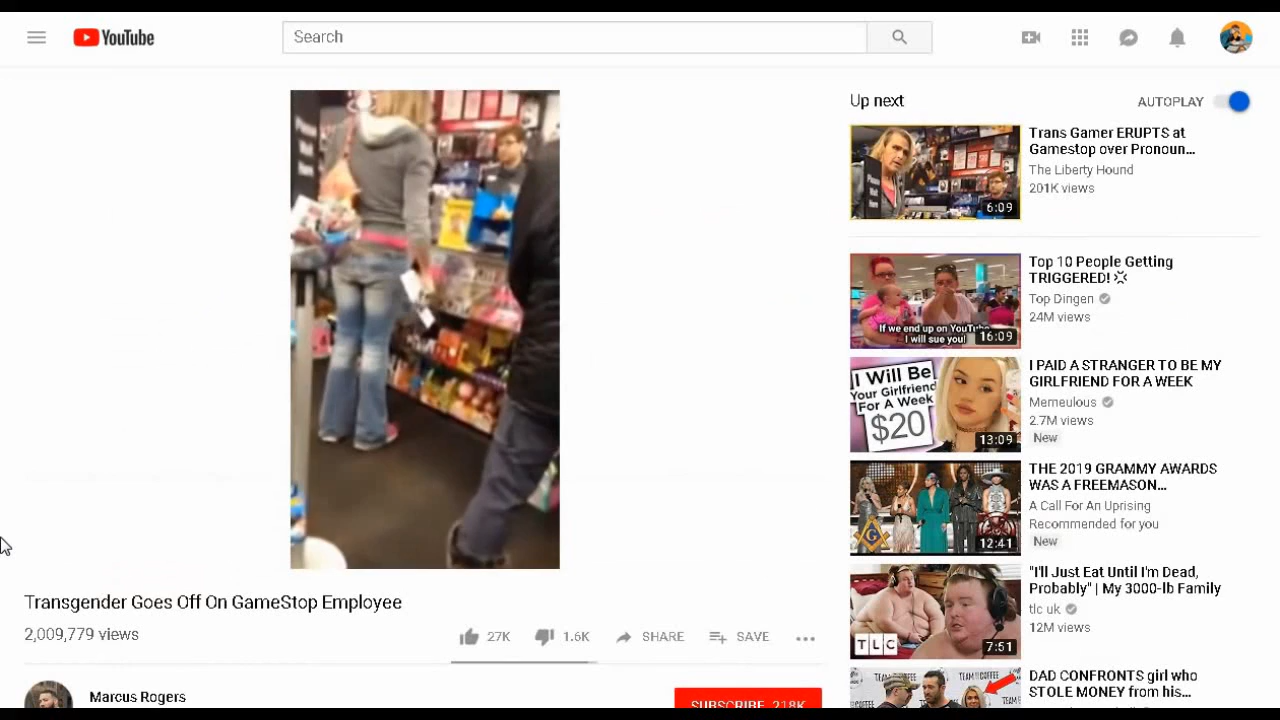 YouTube
Search
Up next
AUTOPLAY
Trans Gamer ERUPTS at
Gamestop over Pronoun...
The Liberty Hound
201K views
6:09
Top 10 People Getting
TRIGGERED!
Top Dingen
24M views
If we end up on YouTube
I will sue you!
16:09
I PAID A STRANGER TO BE MY
GIRLFRIEND FOR A WEEK
Memeulous
2.7M views
New
I Will Be
Your Girlfriend
For A Week
$20
13:09
THE 2019 GRAMMY AWARDS
WAS A FREEMASON...
A Call For An Uprising
Recommended for you
New
12:41
"I'll Just Eat Until I'm Dead,
Probably" | My 3000-lb Family
tlc uk
12M views
TLC
7:51
DAD CONFRONTS girl who
STOLE MONEY from his...
Transgender Goes Off On GameStop Employee
2,009,779 views
27K
1.6K
SHARE
SAVE
Marcus Rogers
SUBSCRIBE 218K